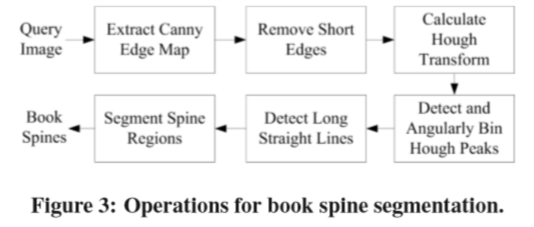 Query
Image
Extract Canny
Edge Map
Remove Short
Edges
Calculate
Hough
Transform
Detect and
Angularly Bin
Hough Peaks
Detect Long
Straight Lines
Segment Spine
Regions
Book
Spines
Figure 3: Operations for book spine segmentation.